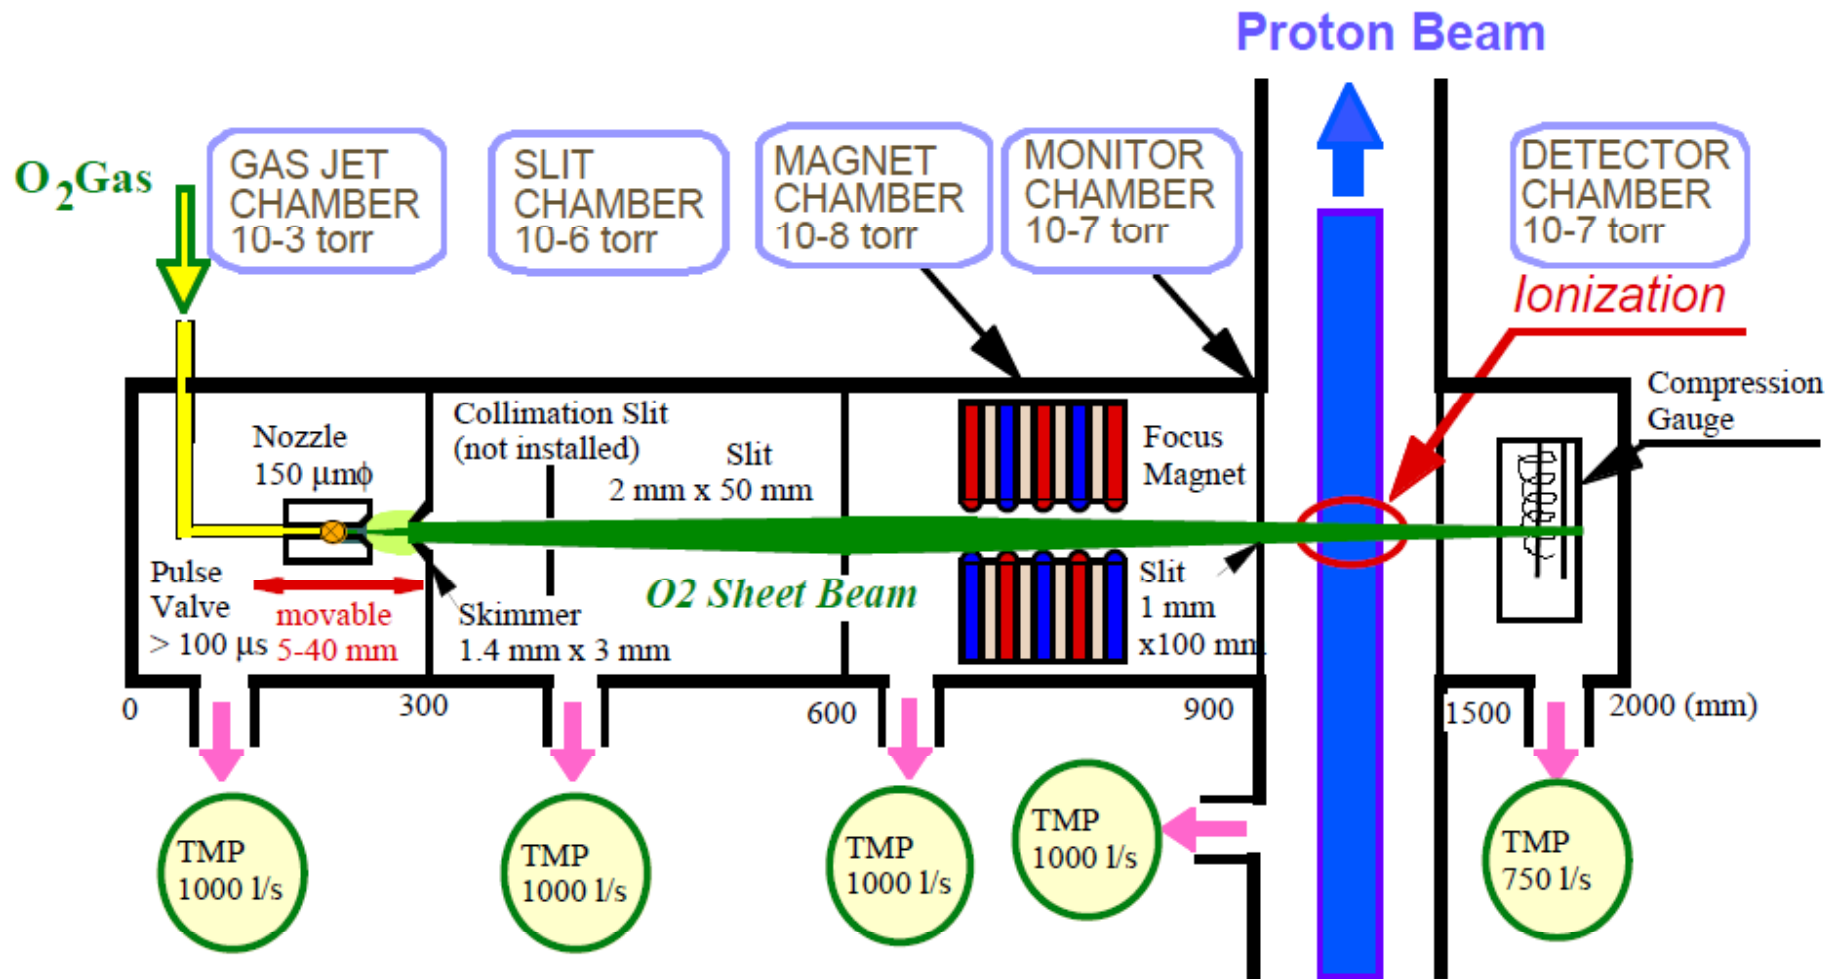 Proton Beam
O2Gas
GAS JET
CHAMBER
10-3 torr
SLIT
CHAMBER
10-6 torr
MAGNET
CHAMBER
10-8 torr
MONITOR
CHAMBER
10-7 torr
DETECTOR
CHAMBER
10-7 torr
Ionization
Compression
Gauge
Nozzle
150 μmϕ
Collimation Slit
(not installed)
Slit
2 mm x 50 mm
Focus
Magnet
Pulse
Valve
> 100 μs
movable
5-40 mm
Skimmer
1.4 mm x 3 mm
O2 Sheet Beam
Slit
1 mm
x100 mm
0
300
600
900
1500
2000 (mm)
TMP
1000 l/s
TMP
1000 l/s
TMP
1000 l/s
TMP
1000 l/s
TMP
750 l/s